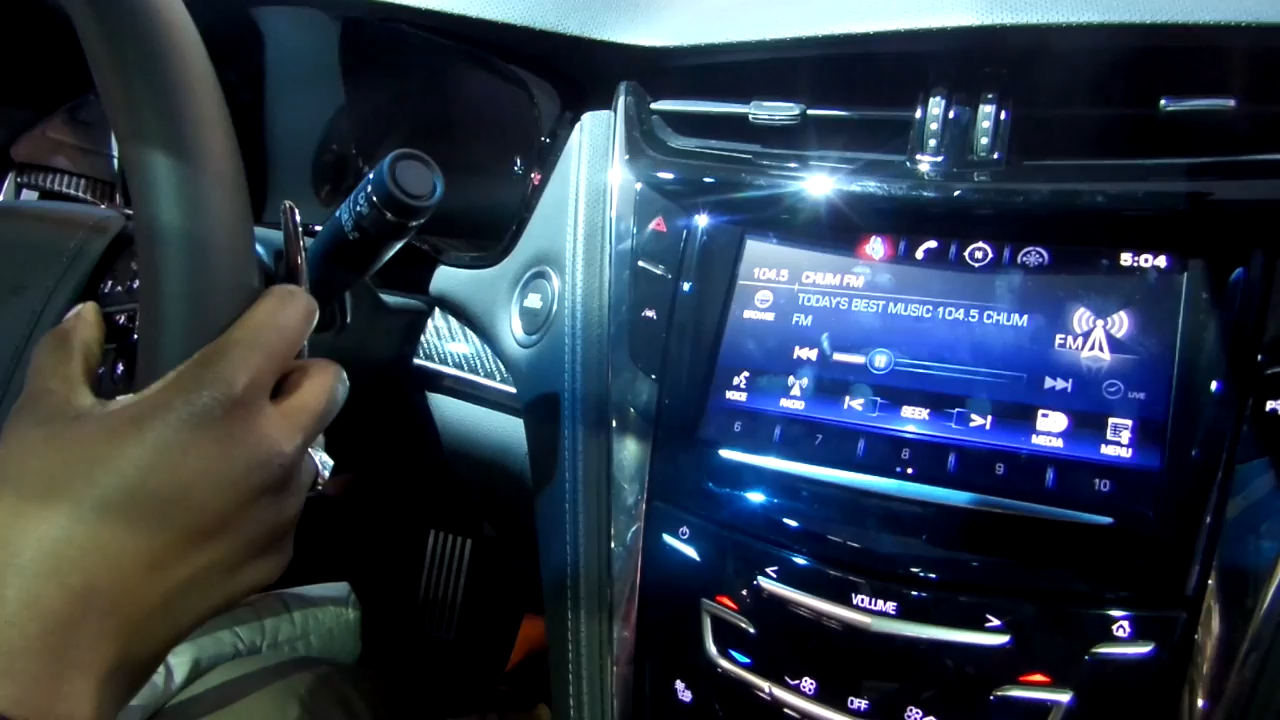 N
5:04
104.5 CHUM FM
TODAY'S BEST MUSIC 104.5 CHUM
FM
BROWSE
FM
LIVE
VOICE
RADIO
SEEK
MEDIA
MENU
6
7
8
9
10
VOLUME
OFF